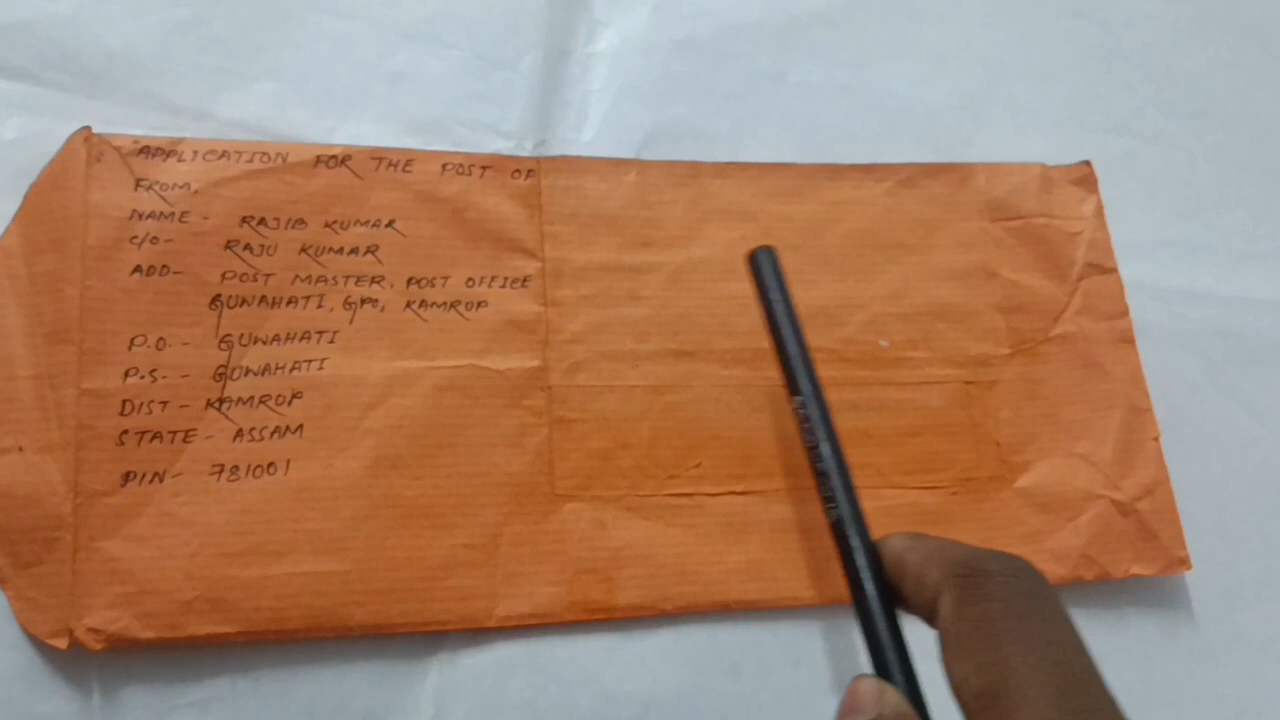 APPLICATION FOR THE POST OF
FROM,
NAME - RAJIB KUMAR
C/O- RAJU KUMAR
ADD- POST MASTER, POST OFFICE
GUWAHATI, GPO, KAMRUP
P.O. - GUWAHATI
P.S. - GUWAHATI
DIST - KAMROP
STATE - ASSAM
PIN- 781001